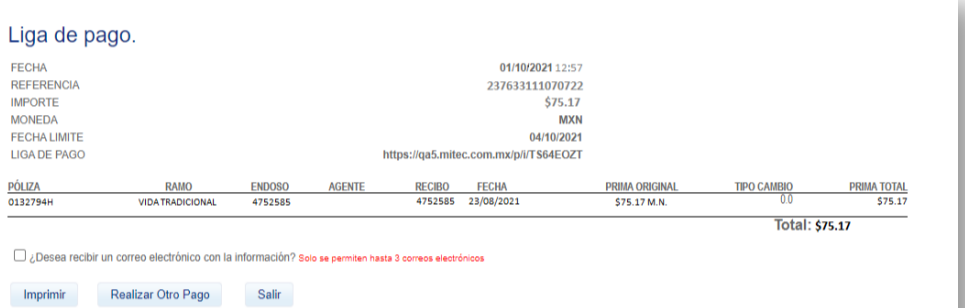 Liga de pago.
FECHA 01/10/2021 12:57
REFERENCIA 237633111070722
IMPORTE $75.17
MONEDA MXN
FECHA LIMITE 04/10/2021
LIGA DE PAGO https://qa5.mitec.com.mx/p/i/TS64EOZT
PÓLIZA RAMO ENDOSO AGENTE RECIBO FECHA PRIMA ORIGINAL TIPO CAMBIO PRIMA TOTAL
0132794H VIDA TRADICIONAL 4752585 4752585 23/08/2021 $75.17 M.N. 0.0 $75.17
Total: $75.17
¿Desea recibir un correo electrónico con la información? Solo se permiten hasta 3 correos electrónicos
Imprimir Realizar Otro Pago Salir